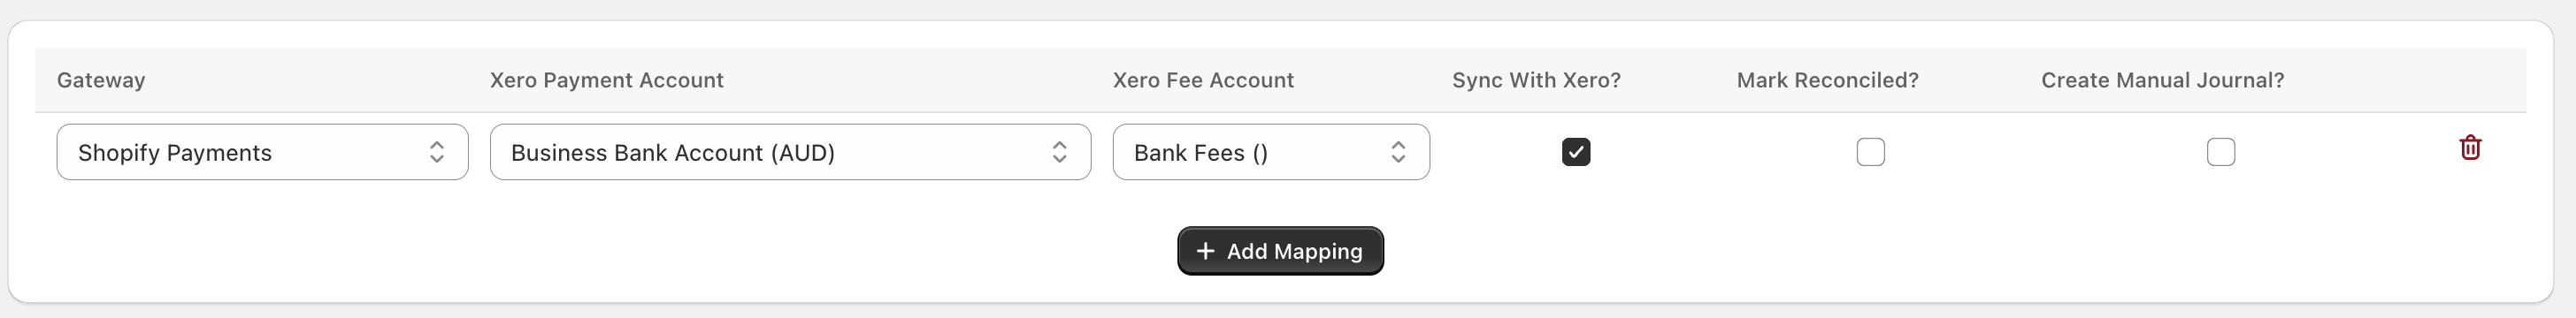 Gateway Xero Payment Account Xero Fee Account Sync With Xero? Mark Reconciled? Create Manual Journal?
Shopify Payments Business Bank Account (AUD) Bank Fees ()
+ Add Mapping